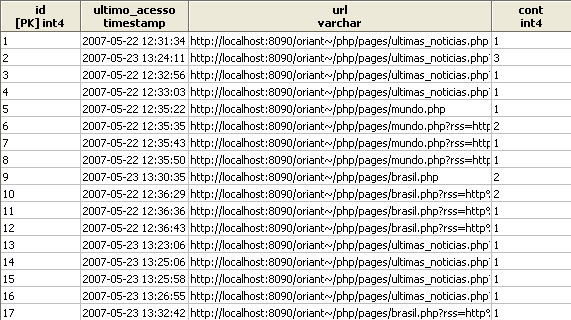 id ultimo_acesso url cont
[PK] int4 timestamp varchar int4
1 2007-05-22 12:31:34 http://localhost:8090/oriant~/php/pages/ultimas_noticias.php 1
2 2007-05-23 13:24:11 http://localhost:8090/oriant~/php/pages/ultimas_noticias.php? 3
3 2007-05-22 12:32:56 http://localhost:8090/oriant~/php/pages/ultimas_noticias.php? 1
4 2007-05-22 12:33:03 http://localhost:8090/oriant~/php/pages/ultimas_noticias.php? 1
5 2007-05-22 12:35:22 http://localhost:8090/oriant~/php/pages/mundo.php 1
6 2007-05-22 12:35:35 http://localhost:8090/oriant~/php/pages/mundo.php?rss=http 2
7 2007-05-22 12:35:43 http://localhost:8090/oriant~/php/pages/mundo.php?rss=http 1
8 2007-05-22 12:35:50 http://localhost:8090/oriant~/php/pages/mundo.php?rss=http 1
9 2007-05-23 13:30:35 http://localhost:8090/oriant~/php/pages/brasil.php 2
10 2007-05-22 12:36:29 http://localhost:8090/oriant~/php/pages/brasil.php?rss=http% 2
11 2007-05-22 12:36:36 http://localhost:8090/oriant~/php/pages/brasil.php?rss=http% 1
12 2007-05-22 12:36:43 http://localhost:8090/oriant~/php/pages/brasil.php?rss=http% 1
13 2007-05-23 13:23:06 http://localhost:8090/oriant~/php/pages/ultimas_noticias.php? 1
14 2007-05-23 13:25:06 http://localhost:8090/oriant~/php/pages/ultimas_noticias.php? 1
15 2007-05-23 13:25:58 http://localhost:8090/oriant~/php/pages/ultimas_noticias.php? 1
16 2007-05-23 13:26:55 http://localhost:8090/oriant~/php/pages/ultimas_noticias.php? 1
17 2007-05-23 13:32:42 http://localhost:8090/oriant~/php/pages/brasil.php?rss=http% 1